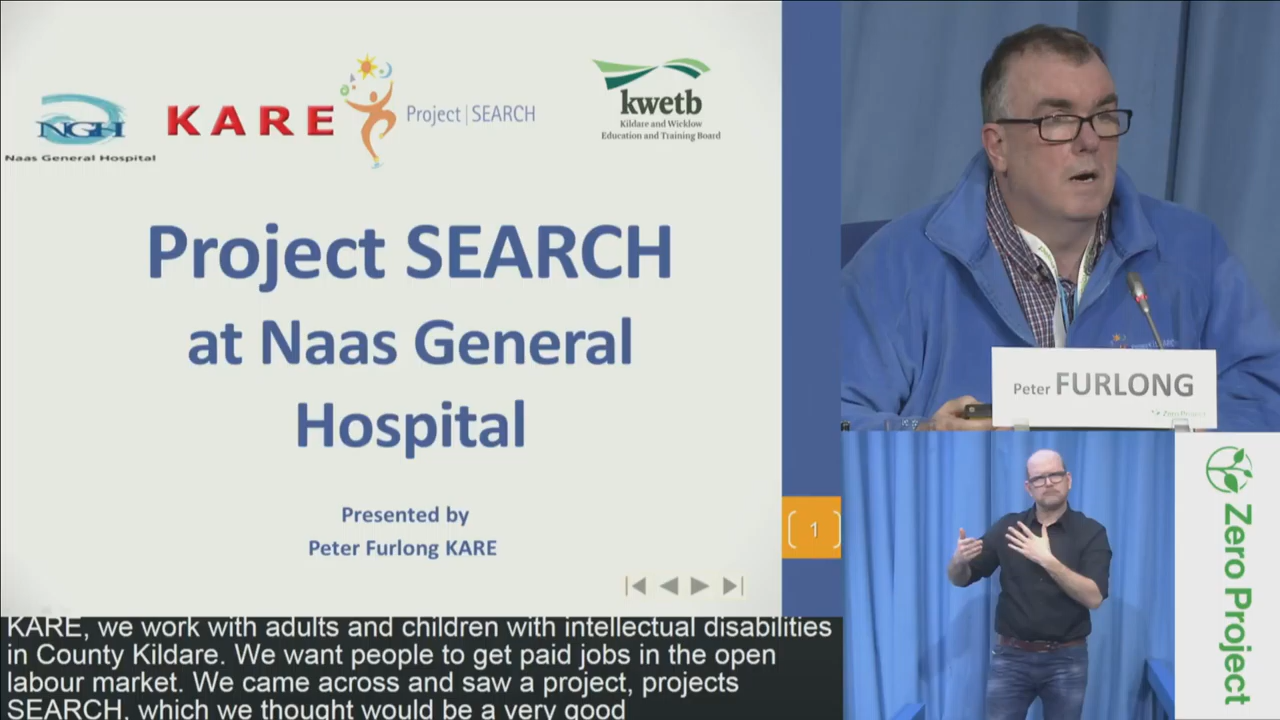 NGH
Naas General Hospital
KARE
Project | SEARCH
kwetb
Kildare and Wicklow
Education and Training Board
Project SEARCH
at Naas General
Hospital
Presented by
Peter Furlong KARE
1
Peter FURLONG
Zero Project
Zero Project
KARE, we work with adults and children with intellectual disabilities
in County Kildare. We want people to get paid jobs in the open
labour market. We came across and saw a project, projects
SEARCH, which we thought would be a very good